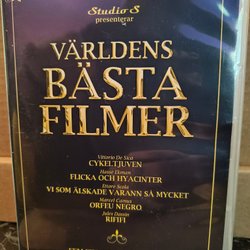 Studio S
presenterar
VÄRLDENS
BÄSTA
FILMER
Vittorio De Sica
CYKELTJUVEN
Hasse Ekman
FLICKA OCH HYACINTER
Ettore Scola
VI SOM ÄLSKADE VARANN SÅ MYCKET
Marcel Camus
ORFEU NEGRO
Jules Dassin
RIFIFI